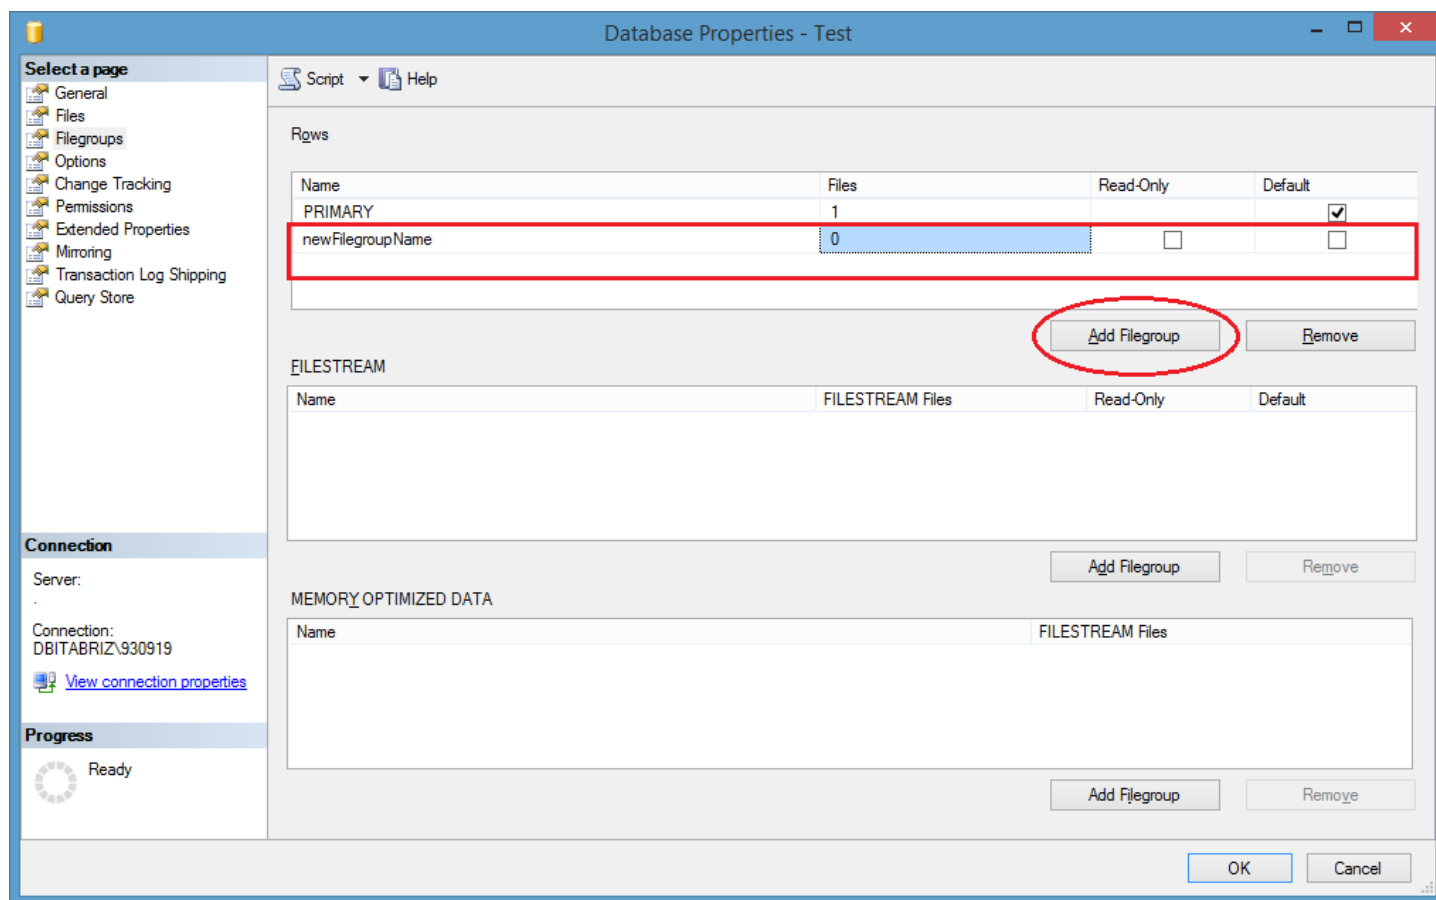 Database Properties - Test
Select a page
General
Files
Filegroups
Options
Change Tracking
Permissions
Extended Properties
Mirroring
Transaction Log Shipping
Query Store
Script Help
Rows
Name Files Read-Only Default
PRIMARY 1
newFilegroupName 0
Add Filegroup Remove
FILESTREAM
Name FILESTREAM Files Read-Only Default
Add Filegroup Remove
MEMORY OPTIMIZED DATA
Name FILESTREAM Files
Add Filegroup Remove
Connection
Server:
.
Connection:
DBITABRIZ\930919
View connection properties
Progress
Ready
OK Cancel